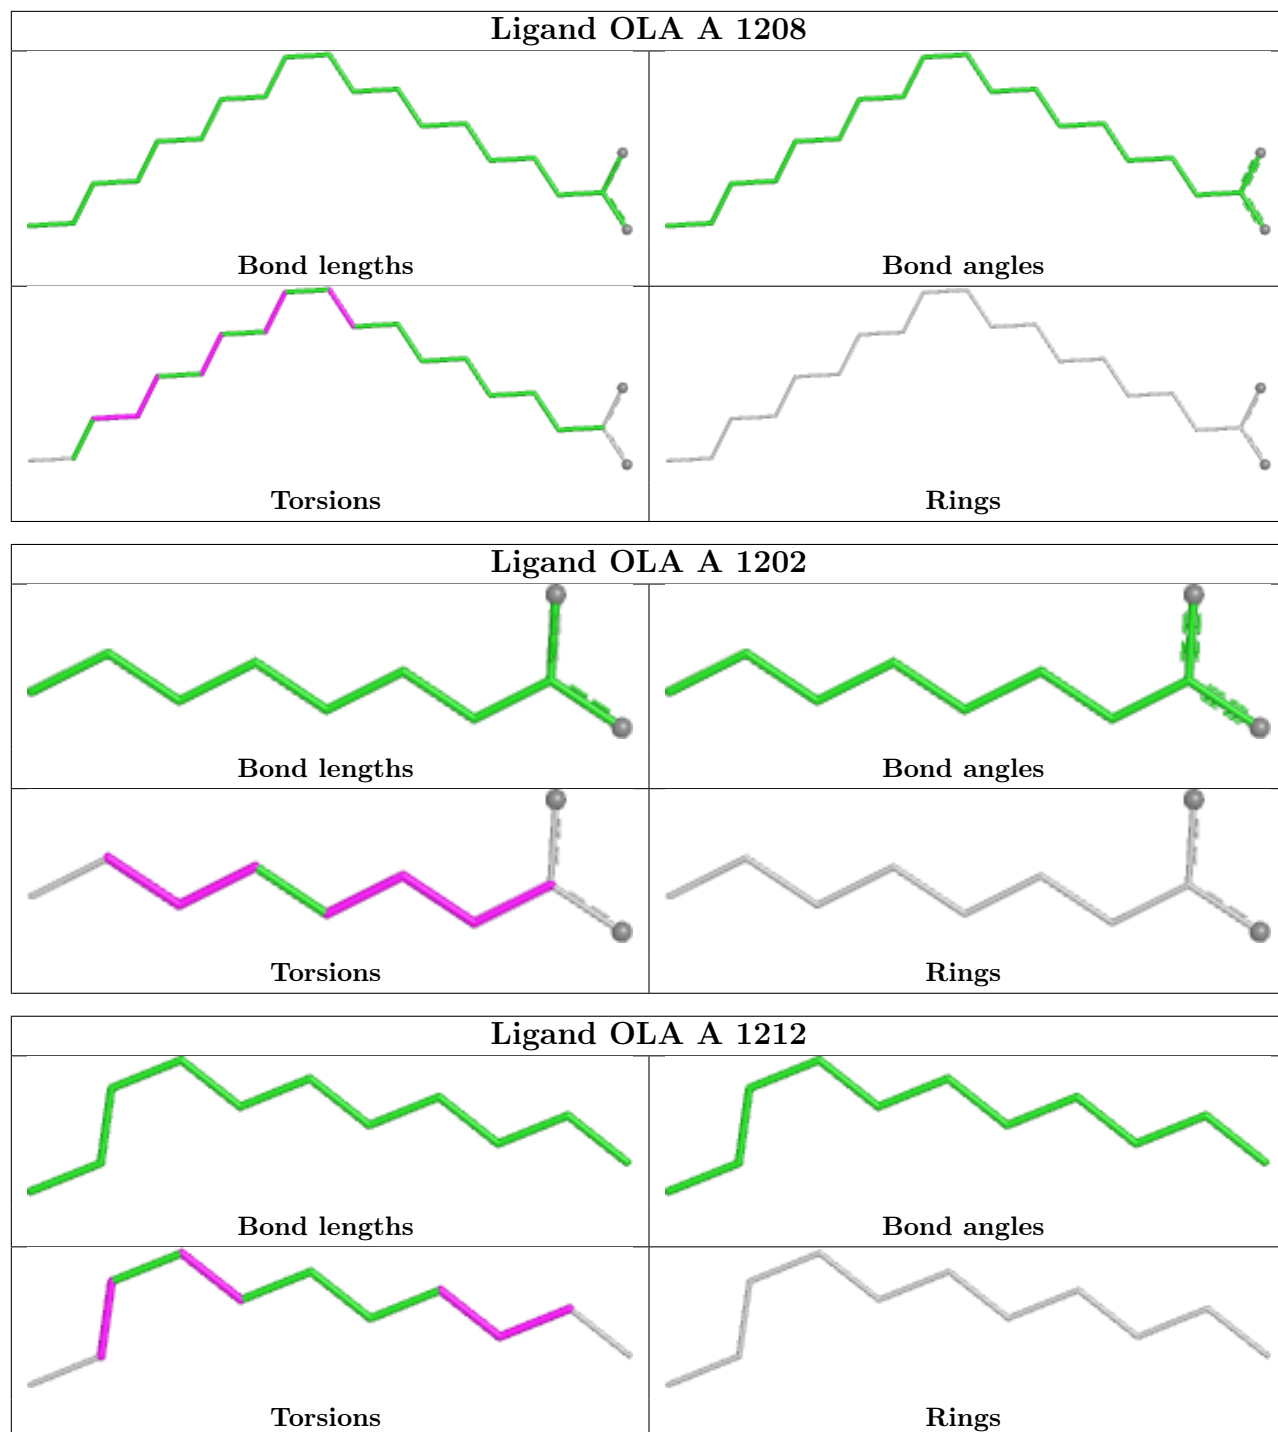 Ligand OLA A 1208
Bond lengths
Bond angles
Torsions
Rings
Ligand OLA A 1202
Bond lengths
Bond angles
Torsions
Rings
Ligand OLA A 1212
Bond lengths
Bond angles
Torsions
Rings